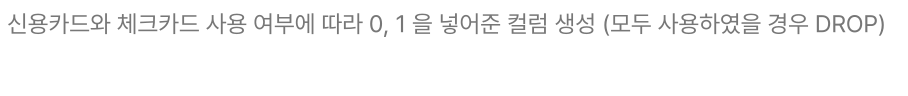 신용카드와 체크카드 사용 여부에 따라 0, 1 을 넣어준 컬럼 생성 (모두 사용하였을 경우 DROP)